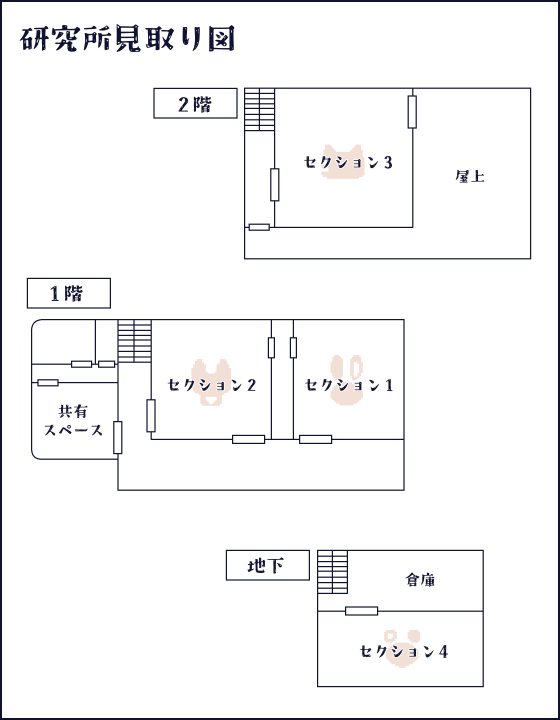 研究所見取り図
2階
セクション3
屋上
1階
セクション2
セクション1
共有
スペース
地下
倉庫
セクション4